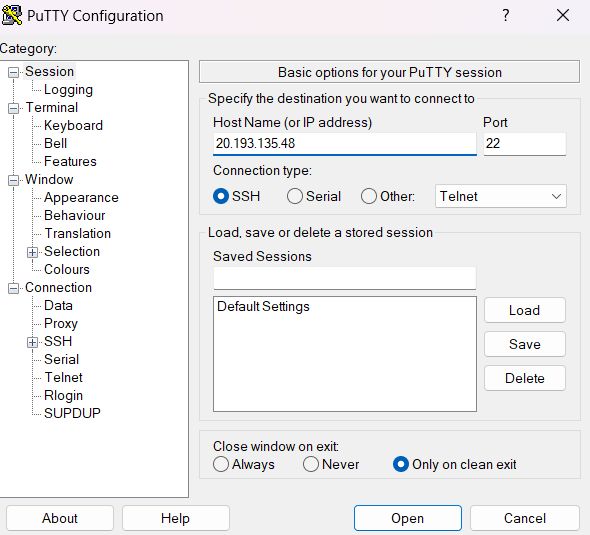 PuTTY Configuration
?
Category:
Session
Logging
Terminal
Keyboard
Bell
Features
Window
Appearance
Behaviour
Translation
Selection
Colours
Connection
Data
Proxy
SSH
Serial
Telnet
Rlogin
SUPDUP
Basic options for your PuTTY session
Specify the destination you want to connect to
Host Name (or IP address) Port
20.193.135.48 22
Connection type:
SSH Serial Other: Telnet
Load, save or delete a stored session
Saved Sessions
Default Settings
Load
Save
Delete
Close window on exit:
Always Never Only on clean exit
About Help Open Cancel